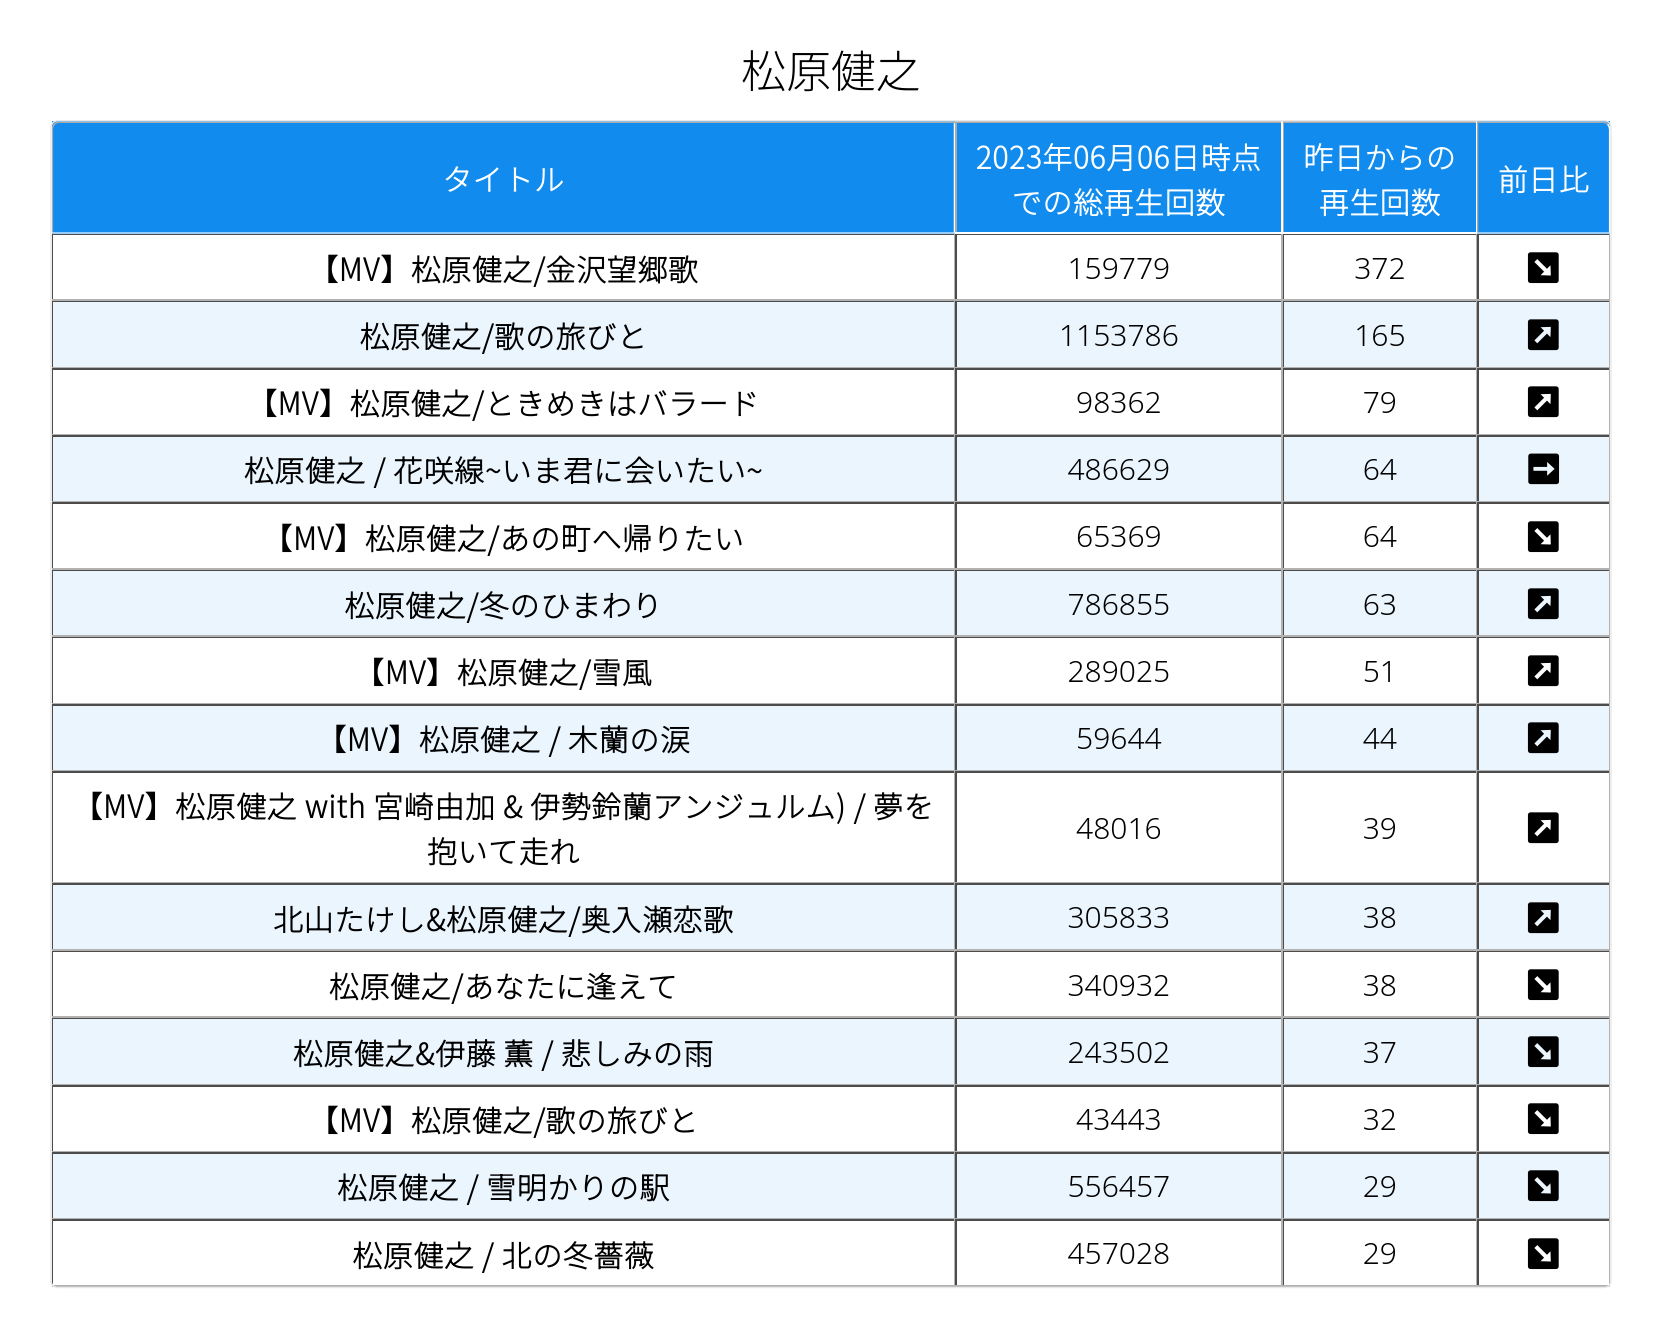 松原健之
タイトル
2023年06月06日時点
での総再生回数
昨日からの
再生回数
前日比
【MV】松原健之/金沢望郷歌 159779 372 ↘
松原健之/歌の旅びと 1153786 165 ↗
【MV】松原健之/ときめきはバラード 98362 79 ↗
松原健之 / 花咲線~いま君に会いたい~ 486629 64 →
【MV】松原健之/あの町へ帰りたい 65369 64 ↘
松原健之/冬のひまわり 786855 63 ↗
【MV】松原健之/雪風 289025 51 ↗
【MV】松原健之 / 木蘭の涙 59644 44 ↗
【MV】松原健之 with 宮崎由加 & 伊勢鈴蘭アンジュルム) / 夢を
抱いて走れ 48016 39 ↗
北山たけし&松原健之/奥入瀬恋歌 305833 38 ↗
松原健之/あなたに逢えて 340932 38 ↘
松原健之&伊藤 薫 / 悲しみの雨 243502 37 ↘
【MV】松原健之/歌の旅びと 43443 32 ↘
松原健之 / 雪明かりの駅 556457 29 ↘
松原健之 / 北の冬薔薇 457028 29 ↘